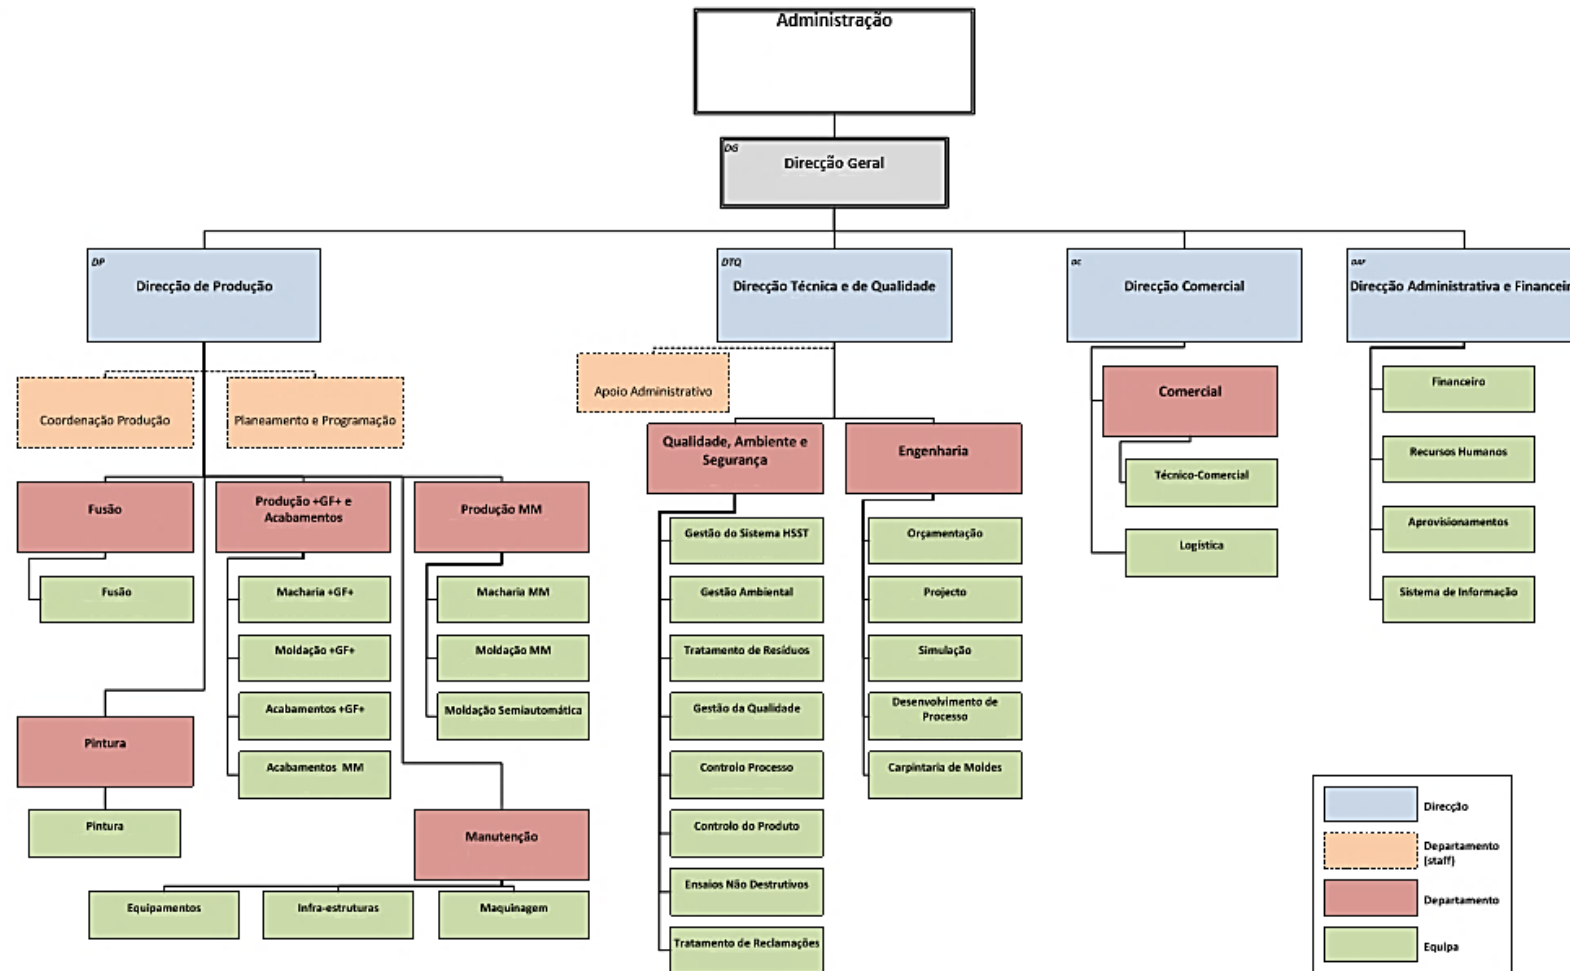 Administração
DG
Direcção Geral
DP
Direcção de Produção
DTQ
Direcção Técnica e de Qualidade
DC
Direcção Comercial
DAF
Direcção Administrativa e Financeir
Coordenação Produção
Planeamento e Programação
Apoio Administrativo
Fusão
Fusão
Produção +GF+ e
Acabamentos
Macharia +GF+
Moldação +GF+
Acabamentos +GF+
Acabamentos MM
Produção MM
Macharia MM
Moldação MM
Moldação Semiautomática
Pintura
Pintura
Manutenção
Equipamentos
Infra-estruturas
Maquinagem
Qualidade, Ambiente e
Segurança
Gestão do Sistema HSST
Gestão Ambiental
Tratamento de Resíduos
Gestão da Qualidade
Controlo Processo
Controlo do Produto
Ensaios Não Destrutivos
Tratamento de Reclamações
Engenharia
Orçamentação
Projecto
Simulação
Desenvolvimento de
Processo
Carpintaria de Moldes
Comercial
Técnico-Comercial
Logística
Financeiro
Recursos Humanos
Aprovisionamentos
Sistema de Informação
Direcção
Departamento
(staff)
Departamento
Equipa